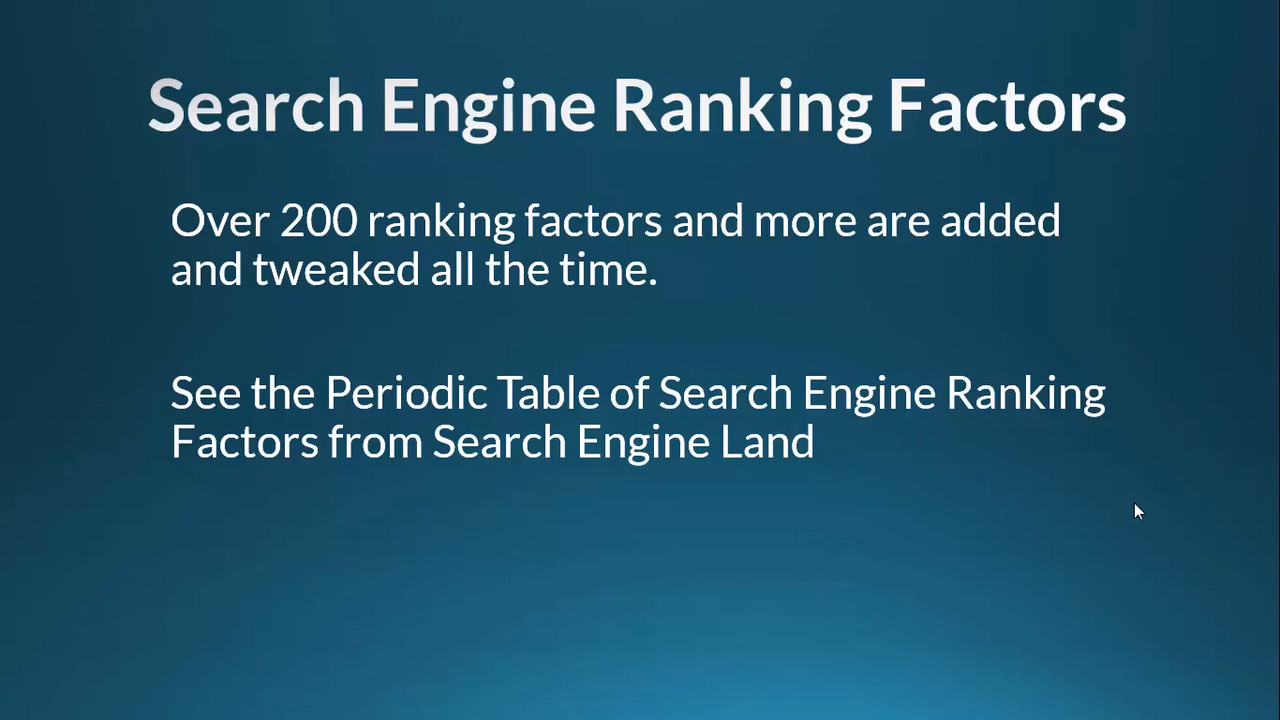 Search Engine Ranking Factors
Over 200 ranking factors and more are added
and tweaked all the time.
See the Periodic Table of Search Engine Ranking
Factors from Search Engine Land